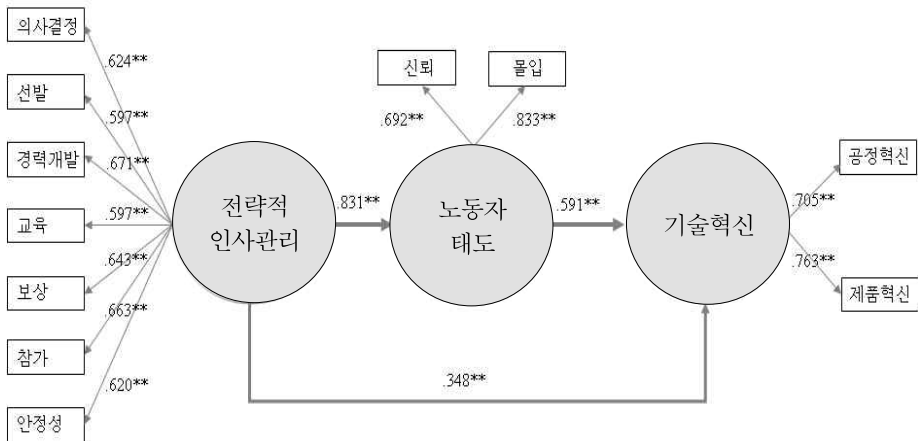 의사결정
.624**
선발
.597**
경력개발
.671**
교육
.597**
보상
.643**
참가
.663**
안정성
.620**
전략적
인사관리
.831**
신뢰
몰입
.692**
.833**
노동자
태도
.591**
기술혁신
공정혁신
.705**
.763**
제품혁신
.348**